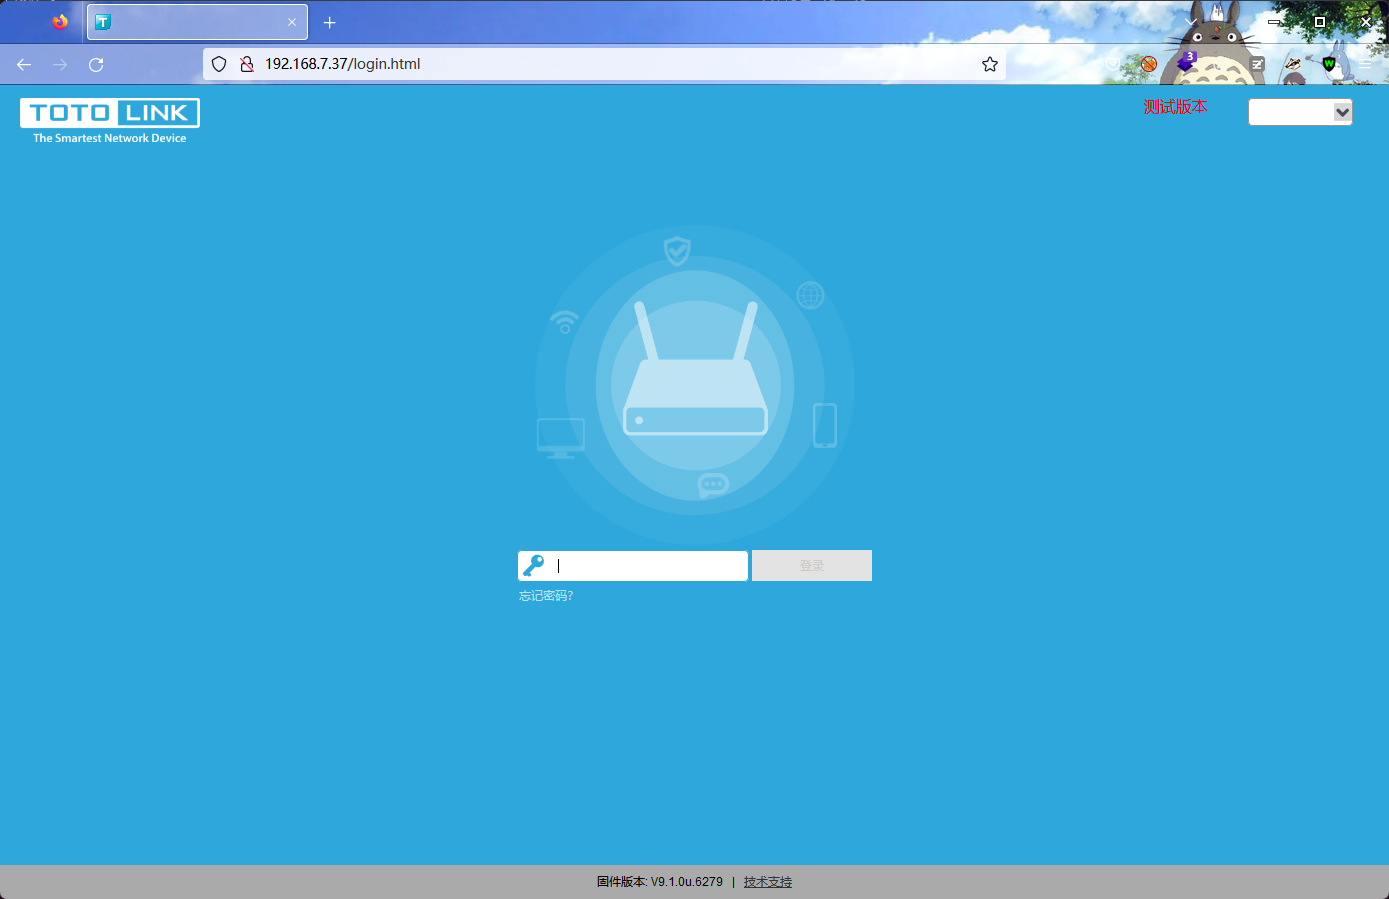 192.168.7.37/login.html
3
TOTO LINK
The Smartest Network Device
测试版本
登录
忘记密码?
固件版本: V9.1.0u.6279 | 技术支持